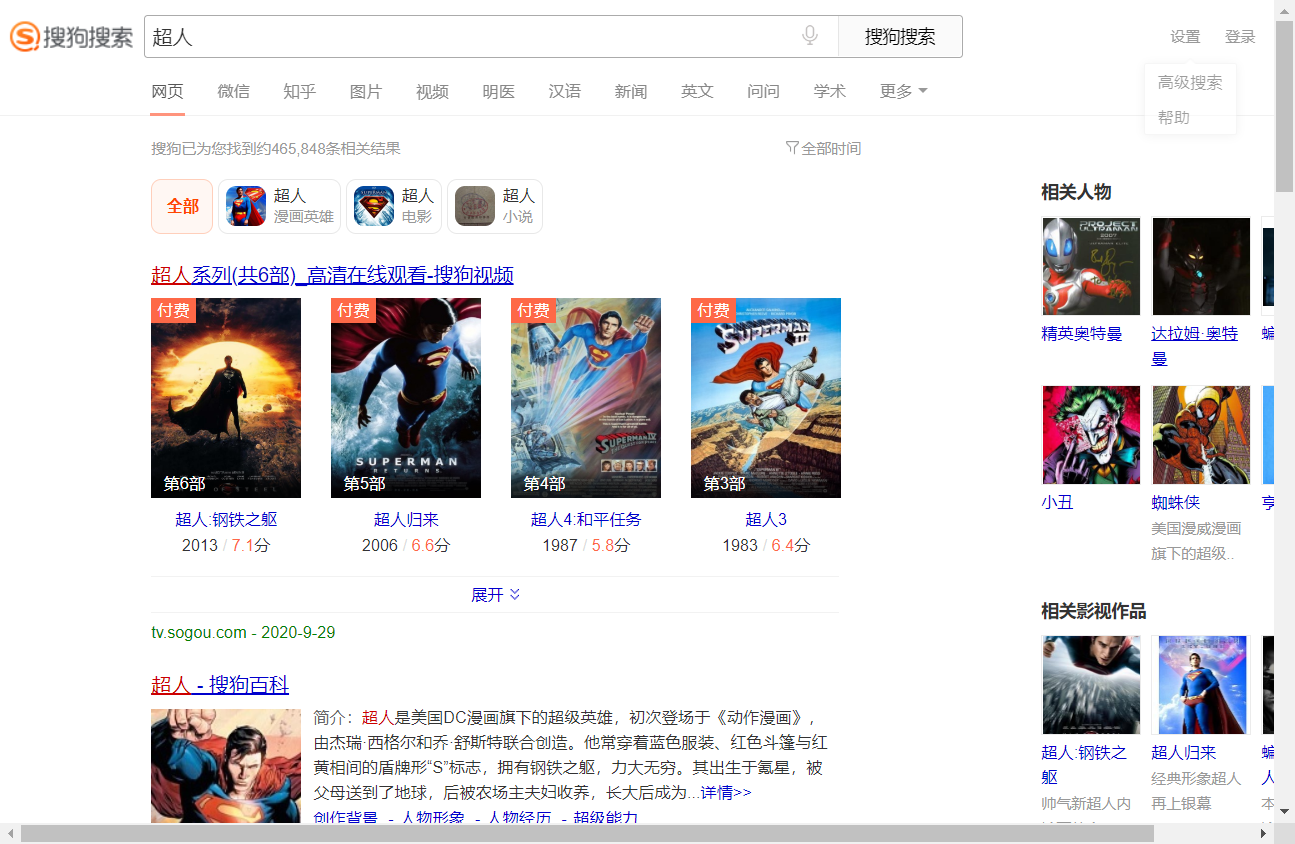 搜狗搜索
超人
搜狗搜索
设置
登录
网页
微信
知乎
图片
视频
明医
汉语
新闻
英文
问问
学术
更多
高级搜索
帮助
搜狗已为您找到约465,848条相关结果
全部时间
全部
超人
漫画英雄
超人
电影
超人
小说
超人系列(共6部)_高清在线观看-搜狗视频
付费
付费
付费
付费
SUPERMAN
RETURNS
SUPERMAN III
第6部
第5部
第4部
第3部
超人:钢铁之躯
超人归来
超人4:和平任务
超人3
2013 / 7.1分
2006 / 6.6分
1987 / 5.8分
1983 / 6.4分
展开
tv.sogou.com - 2020-9-29
超人 - 搜狗百科
简介：超人是美国DC漫画旗下的超级英雄，初次登场于《动作漫画》，
由杰瑞·西格尔和乔·舒斯特联合创造。他常穿着蓝色服装、红色斗篷与红
黄相间的盾牌形“S”标志，拥有钢铁之躯，力大无穷。其出生于氪星，被
父母送到了地球，后被农场主夫妇收养，长大后成为...详情>>
创作背景 - 人物形象 - 人物经历 - 超级能力
相关人物
PROJECT
ULTRAMAN
2007
精英奥特曼
达拉姆·奥特
曼
小丑
蜘蛛侠
美国漫威漫画
旗下的超级..
相关影视作品
超人:钢铁之
躯
帅气新超人内
超人归来
经典形象超人
再上银幕